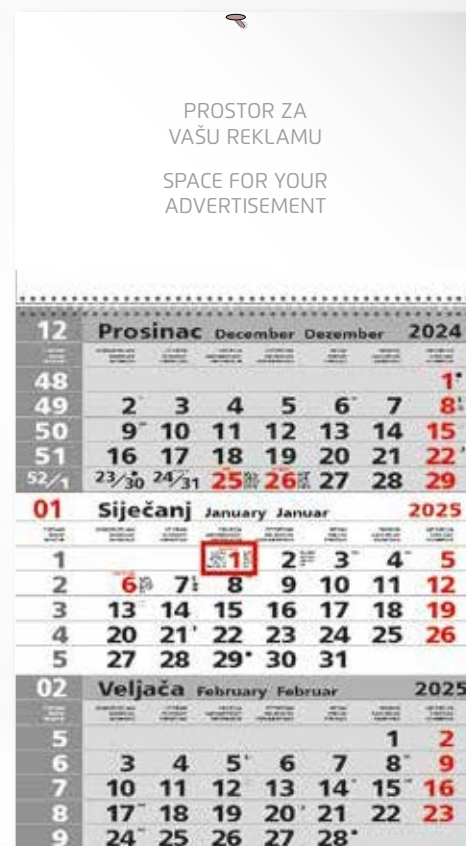 PROSTOR ZA
VAŠU REKLAMU
SPACE FOR YOUR
ADVERTISEMENT
12 Prosinac December Dezember 2024
48 1
49 2 3 4 5 6 7 8
50 9 10 11 12 13 14 15
51 16 17 18 19 20 21 22
52/1 23/30 24/31 25 26 27 28 29
01 Siječanj January Januar 2025
1 1 2 3 4 5
2 6 7 8 9 10 11 12
3 13 14 15 16 17 18 19
4 20 21 22 23 24 25 26
5 27 28 29 30 31
02 Veljača February Februar 2025
5 1 2
6 3 4 5 6 7 8 9
7 10 11 12 13 14 15 16
8 17 18 19 20 21 22 23
9 24 25 26 27 28